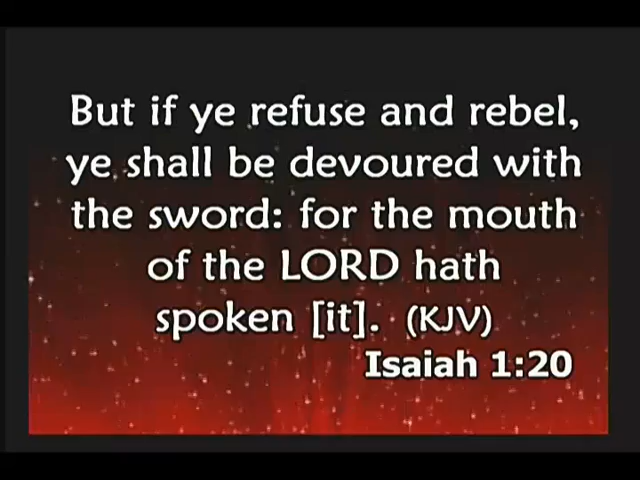 But if ye refuse and rebel,
ye shall be devoured with
the sword: for the mouth
of the LORD hath
spoken [it]. (KJV)
Isaiah 1:20